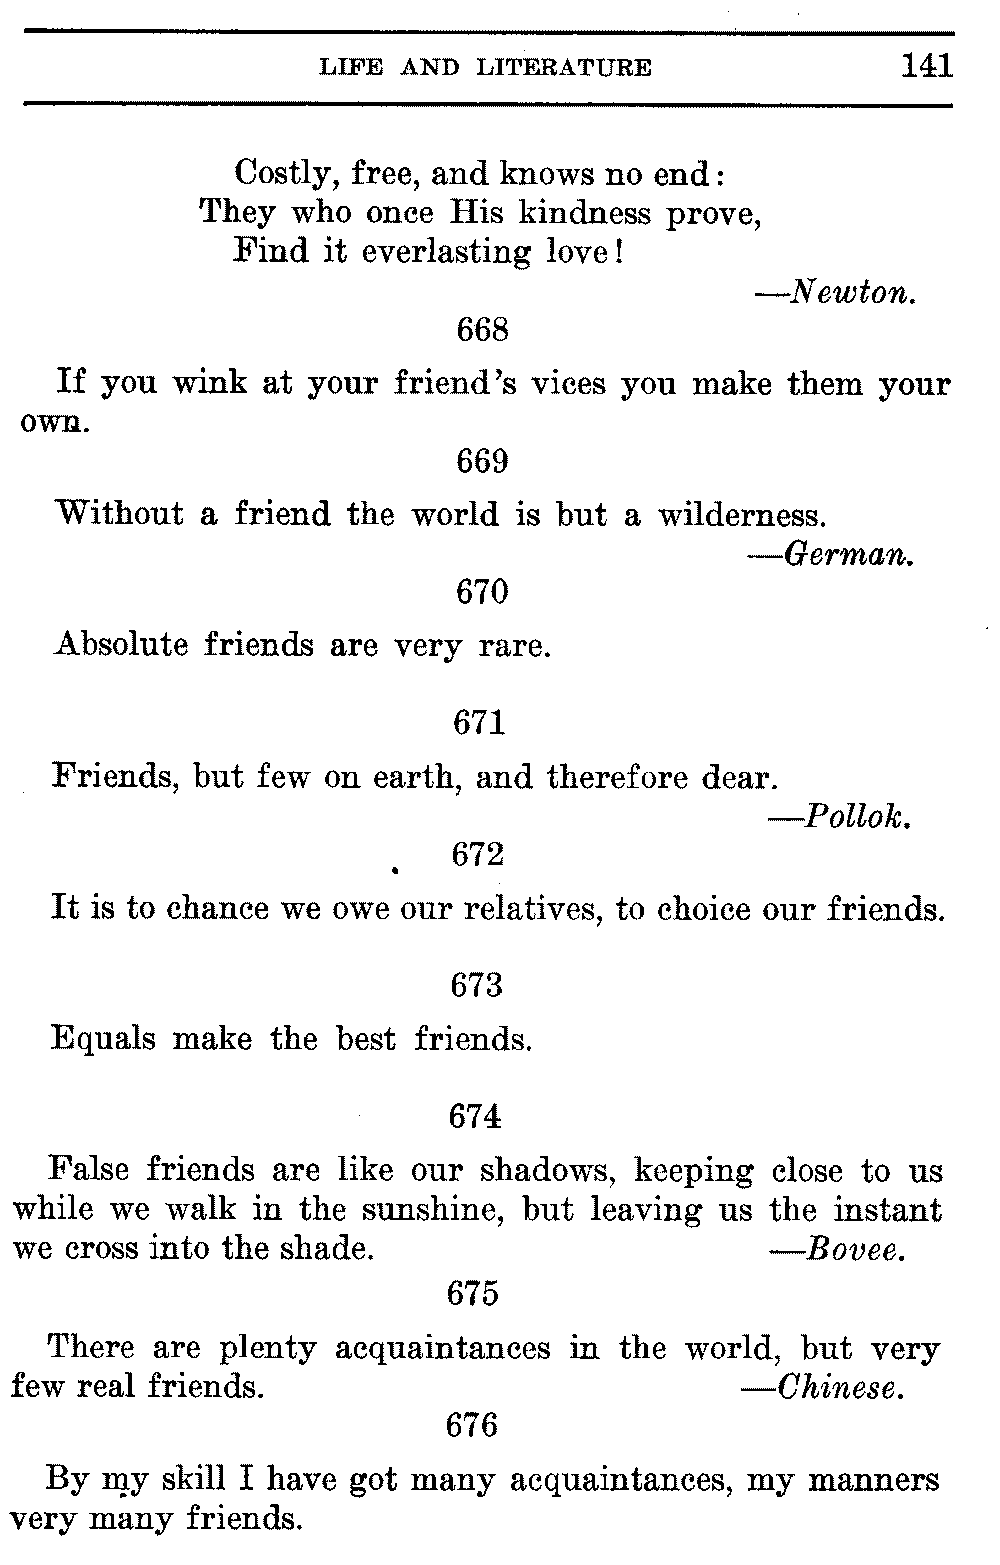 LIFE AND LITERATURE 141
Costly, free, and knows no end:
They who once His kindness prove,
Find it everlasting love!
—Newton.
668
If you wink at your friend's vices you make them your
own.
669
Without a friend the world is but a wilderness.
—German.
670
Absolute friends are very rare.
671
Friends, but few on earth, and therefore dear.
—Pollok.
672
It is to chance we owe our relatives, to choice our friends.
673
Equals make the best friends.
674
False friends are like our shadows, keeping close to us
while we walk in the sunshine, but leaving us the instant
we cross into the shade. —Bovee.
675
There are plenty acquaintances in the world, but very
few real friends. —Chinese.
676
By my skill I have got many acquaintances, my manners
very many friends.